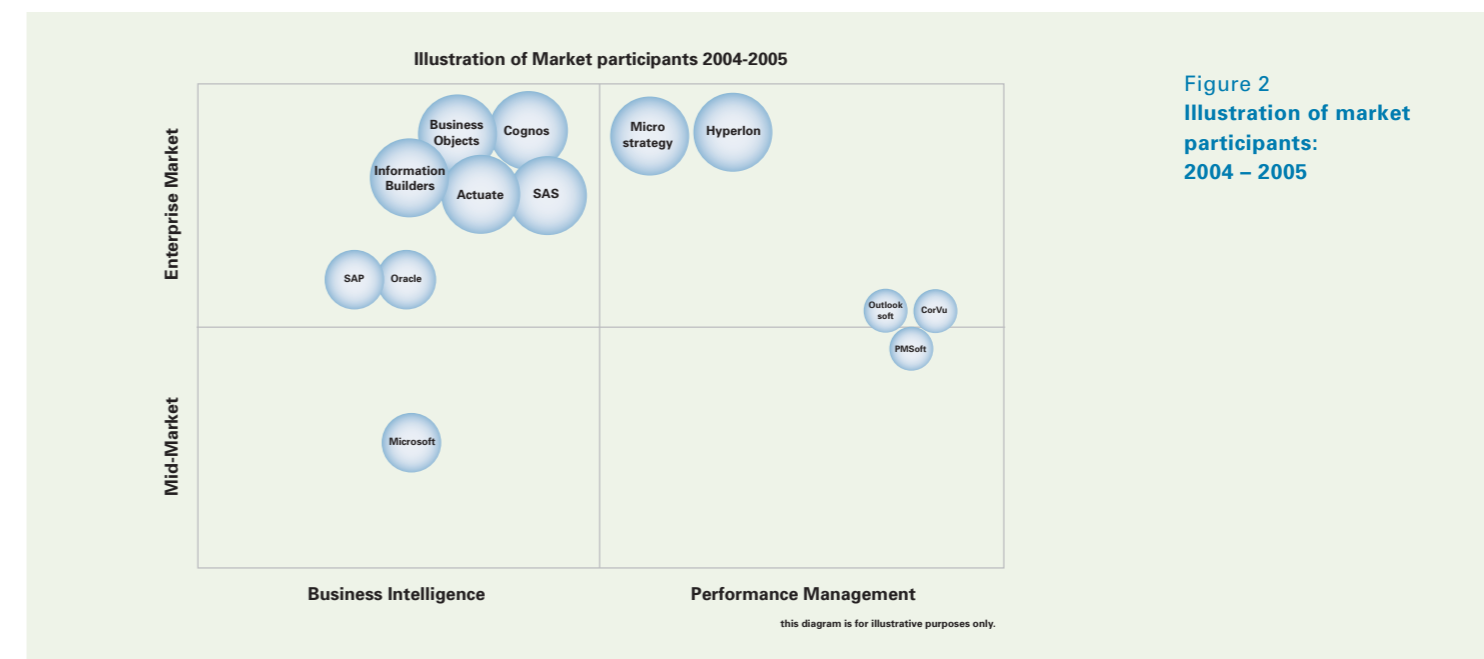 Illustration of Market participants 2004-2005
Figure 2
Illustration of market
participants:
2004 – 2005
Enterprise Market
Business
Objects
Cognos
Micro
strategy
Hyperlon
Information
Builders
Actuate
SAS
SAP
Oracle
Outlook
soft
CorVu
PMSoft
Mid-Market
Microsoft
Business Intelligence
Performance Management
this diagram is for illustrative purposes only.